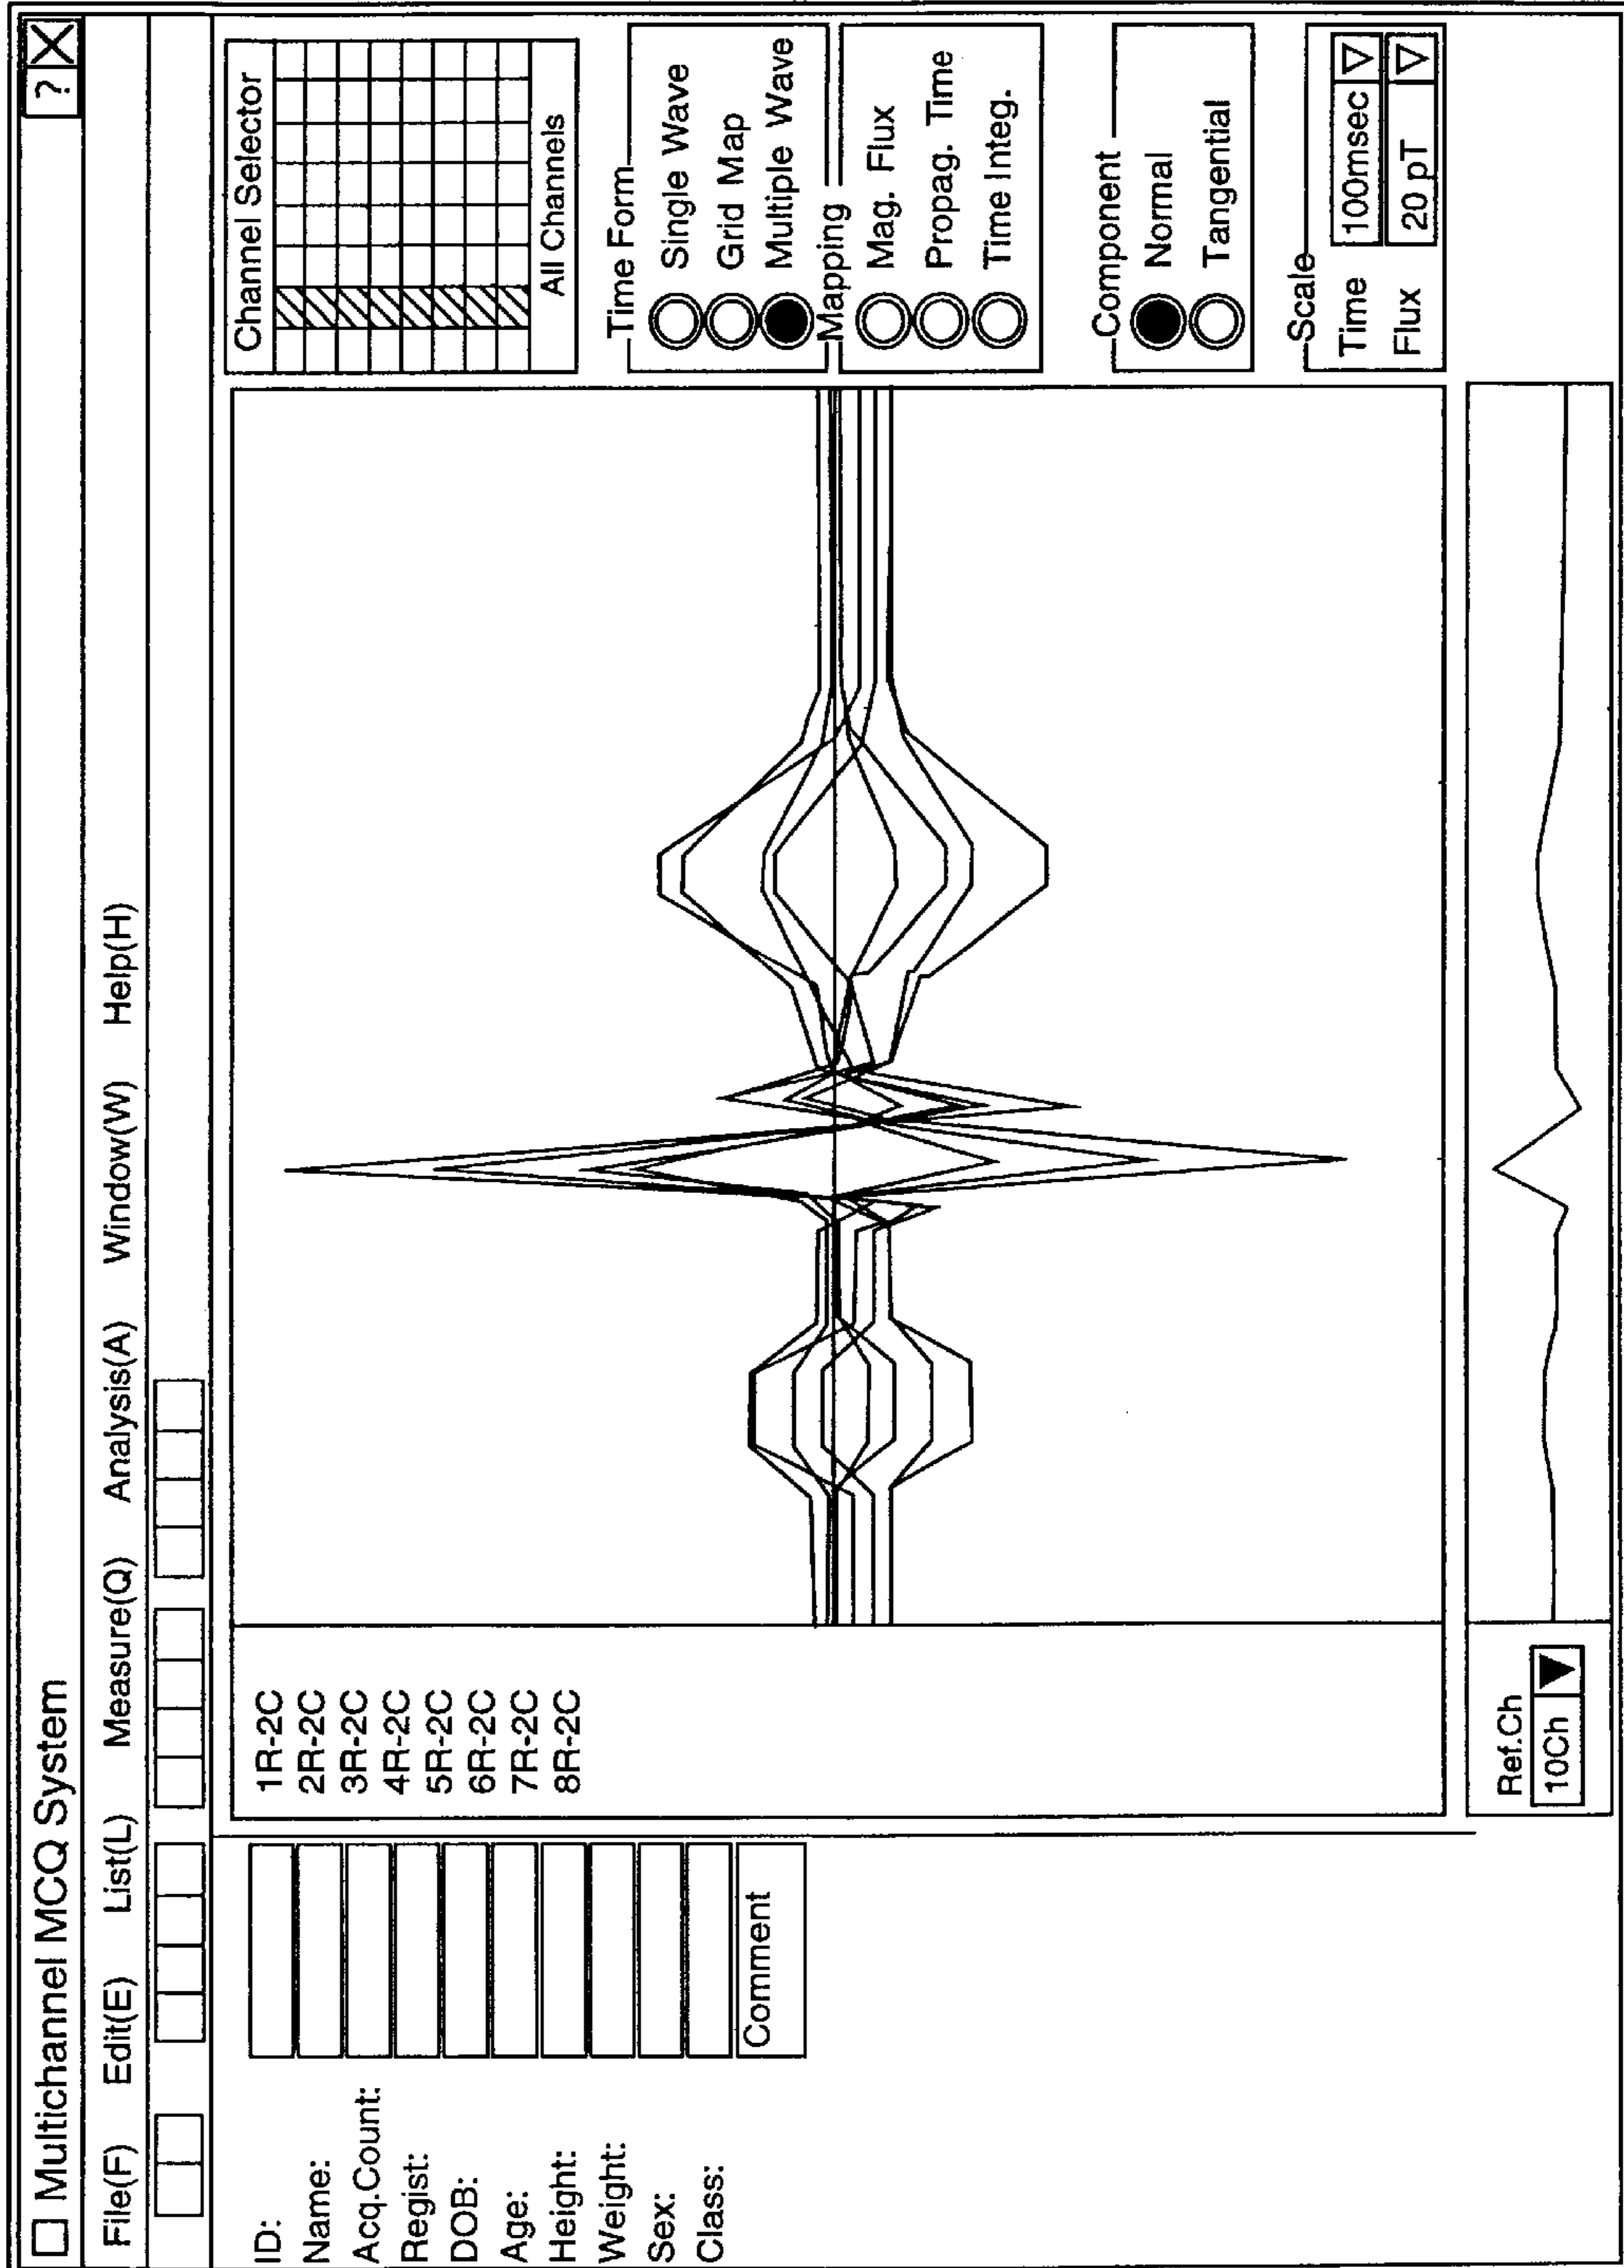 Multichannel MCQ System
? X
File(F) Edit(E) List(L) Measure(Q) Analysis(A) Window(W) Help(H)
ID:
Name:
Acq.Count:
Regist:
DOB:
Age:
Height:
Weight:
Sex:
Class:
Comment
1R-2C
2R-2C
3R-2C
4R-2C
5R-2C
6R-2C
7R-2C
8R-2C
Ref.Ch
10Ch
Channel Selector
All Channels
Time Form
Single Wave
Grid Map
Multiple Wave
Mapping
Mag. Flux
Propag. Time
Time Integ.
Component
Normal
Tangential
Scale
Time 100msec
Flux 20 pT